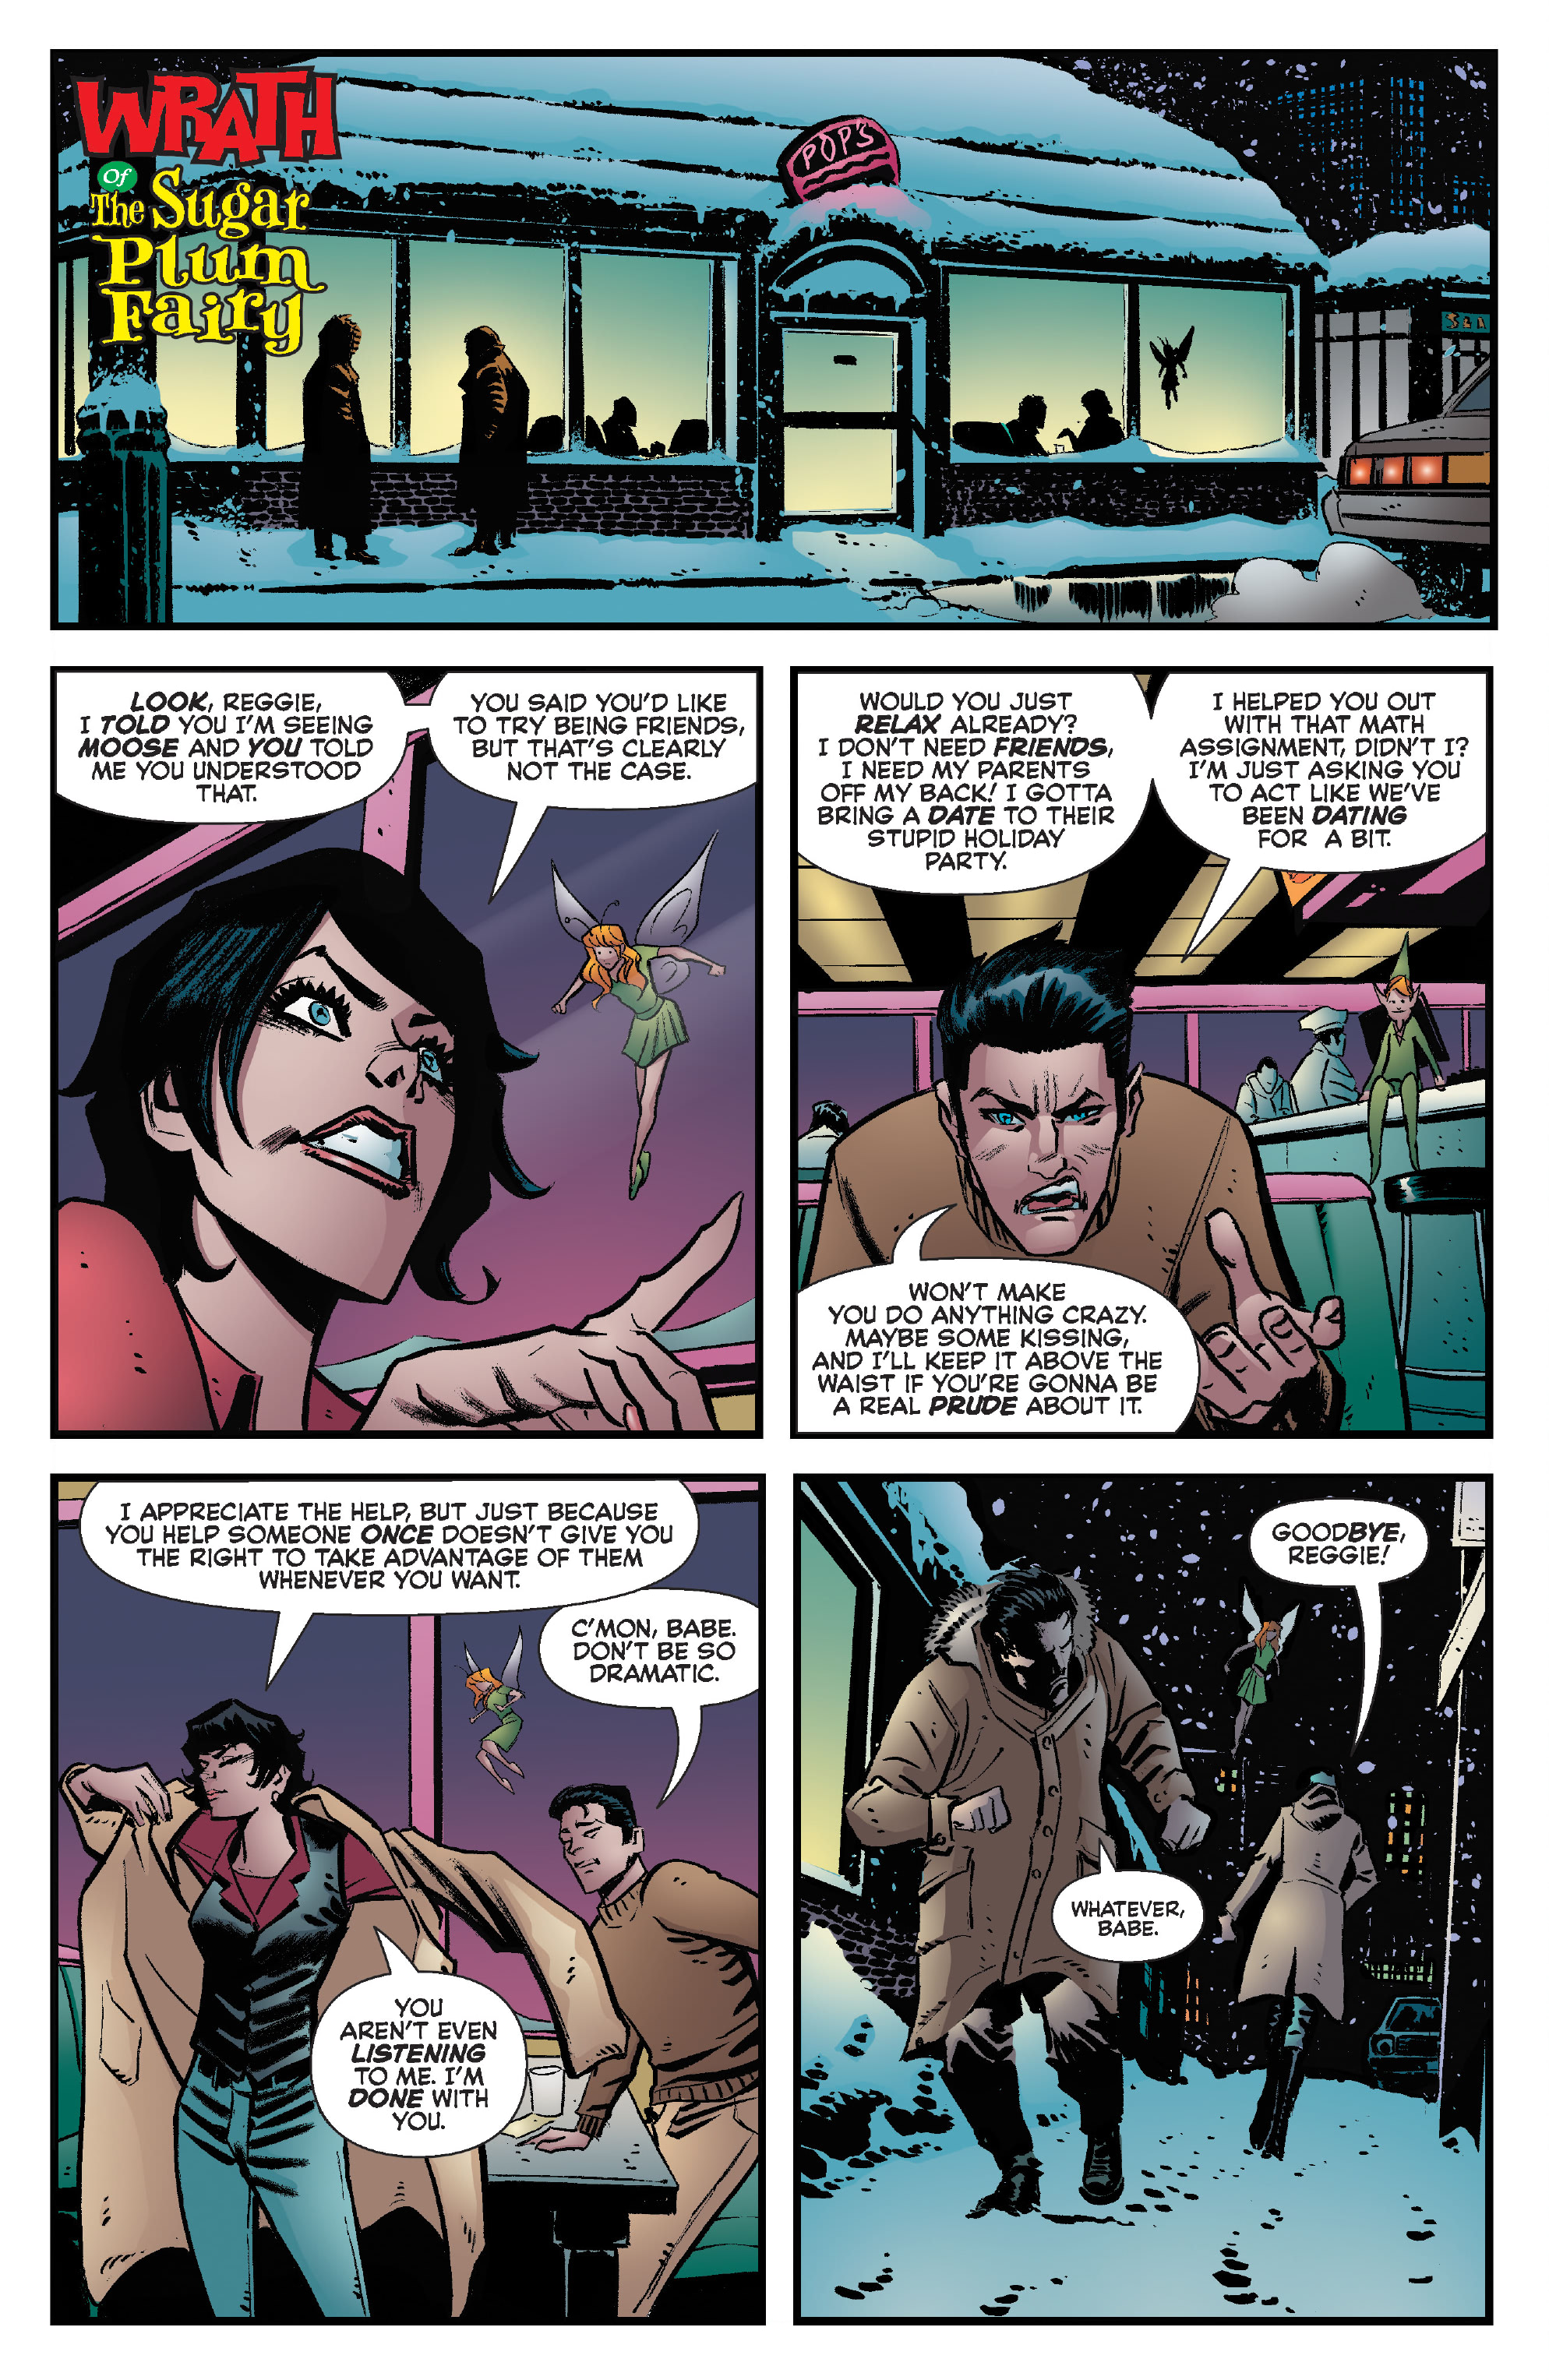 WRATH
Of
The Sugar
Plum
Fairy
POP'S
LOOK, REGGIE,
I TOLD YOU I'M SEEING
MOOSE AND YOU TOLD
ME YOU UNDERSTOOD
THAT.
YOU SAID YOU'D LIKE
TO TRY BEING FRIENDS,
BUT THAT'S CLEARLY
NOT THE CASE.
WOULD YOU JUST
RELAX ALREADY?
I DON'T NEED FRIENDS,
I NEED MY PARENTS
OFF MY BACK! I GOTTA
BRING A DATE TO THEIR
STUPID HOLIDAY
PARTY.
I HELPED YOU OUT
WITH THAT MATH
ASSIGNMENT, DIDN'T I?
I'M JUST ASKING YOU
TO ACT LIKE WE'VE
BEEN DATING
FOR A BIT.
WON'T MAKE
YOU DO ANYTHING CRAZY.
MAYBE SOME KISSING,
AND I'LL KEEP IT ABOVE THE
WAIST IF YOU'RE GONNA BE
A REAL PRUDE ABOUT IT.
I APPRECIATE THE HELP, BUT JUST BECAUSE
YOU HELP SOMEONE ONCE DOESN'T GIVE YOU
THE RIGHT TO TAKE ADVANTAGE OF THEM
WHENEVER YOU WANT.
C'MON, BABE.
DON'T BE SO
DRAMATIC.
YOU
AREN'T EVEN
LISTENING
TO ME. I'M
DONE WITH
YOU.
GOODBYE,
REGGIE!
WHATEVER,
BABE.